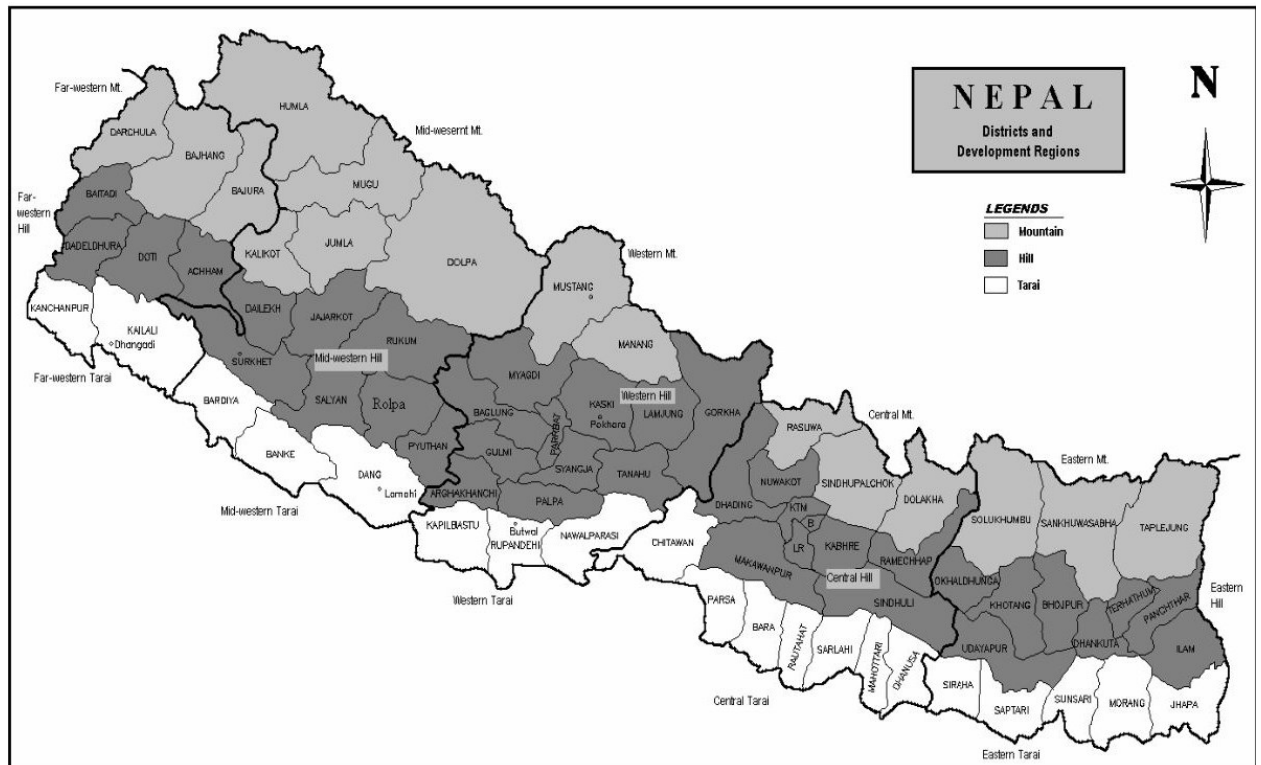 NEPAL
Districts and
Development Regions
N
LEGENDS
Mountain
Hill
Tarai
Far-western Mt.
HUMLA
DARCHULA
BAJHANG
Mid-wesernt Mt.
BAJURA
MUGU
BAITADI
Far-
western
Hill
JUMLA
KALIKOT
DOLPA
DADELDHURA
DOTI
ACHHAM
Western Mt.
MUSTANG
KANCHANPUR
DAILEKH
JAJARKOT
KAILALI
Dhangadi
RUKUM
MANANG
SURKHET
Mid-western Hill
Far-western Tarai
MYAGDI
BARDIYA
SALYAN
Rolpa
Western Hill
KASKI
Pokhara
LAMJUNG
GORKHA
BAGLUNG
PARBAT
PYUTHAN
BANKE
GULMI
SYANGJA
TANAHU
DANG
Lamahi
Mid-western Tarai
ARGHAKHANCHI
PALPA
KAPILBASTU
Butwal
RUPANDEHI
NAWALPARASI
Western Tarai
Central Mt.
RASUWA
NUWAKOT
SINDHUPALCHOK
DOLAKHA
DHADING
KTM
B
LR
KABHRE
RAMECHHAP
CHITAWAN
MAKAWANPUR
Central Hill
SINDHULI
PARSA
BARA
RAUTAHAT
SARLAHI
MAHOTTARI
DHANUSA
Central Tarai
Eastern Mt.
SOLUKHUMBU
SANKHUWASABHA
TAPLEJUNG
OKHALDHUNGA
KHOTANG
BHOJPUR
TERHATHUM
PANCHTHAR
Eastern
Hill
DHANKUTA
UDAYAPUR
ILAM
SIRAHA
SAPTARI
SUNSARI
MORANG
JHAPA
Eastern Tarai